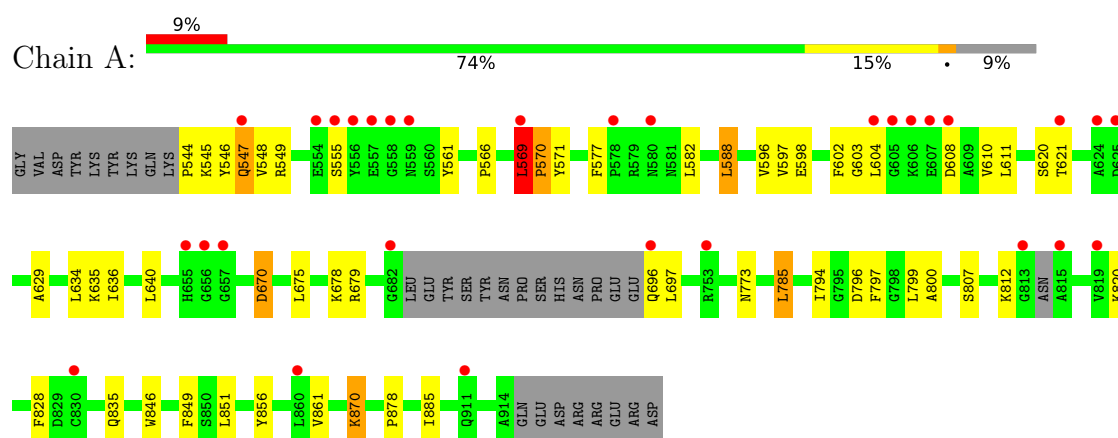 9%
Chain A:
74% 15% • 9%
GLY VAL ASP TYR LYS TYR LYS GLN LYS P544 K545 Y546 Q547 V548 R549 E554 S555 Y556 E557 G558 N559 S560 Y561 P566 L569 P570 Y571 F577 P578 R579 N580 N581 L582 L588 V596 V597 E598 F602 G603 L604 G605 K606 E607 D608 A609 V610 L611 S620 T621 A624 D625
A629 L634 K635 I636 L640 H655 G656 G657 D670 L675 K678 R679 G682 LEU GLU TYR SER TYR ASN PRO SER HIS ASN PRO GLU GLU Q696 L697 R753 N773 L785 I794 G795 D796 F797 G798 L799 A800 S807 K812 G813 ASN A815 V819 K820
F828 D829 C830 Q835 W846 F849 S850 L851 Y856 L860 V861 K870 P878 I885 Q911 A914 GLN GLU ASP ARG ARG GLU ARG ASP